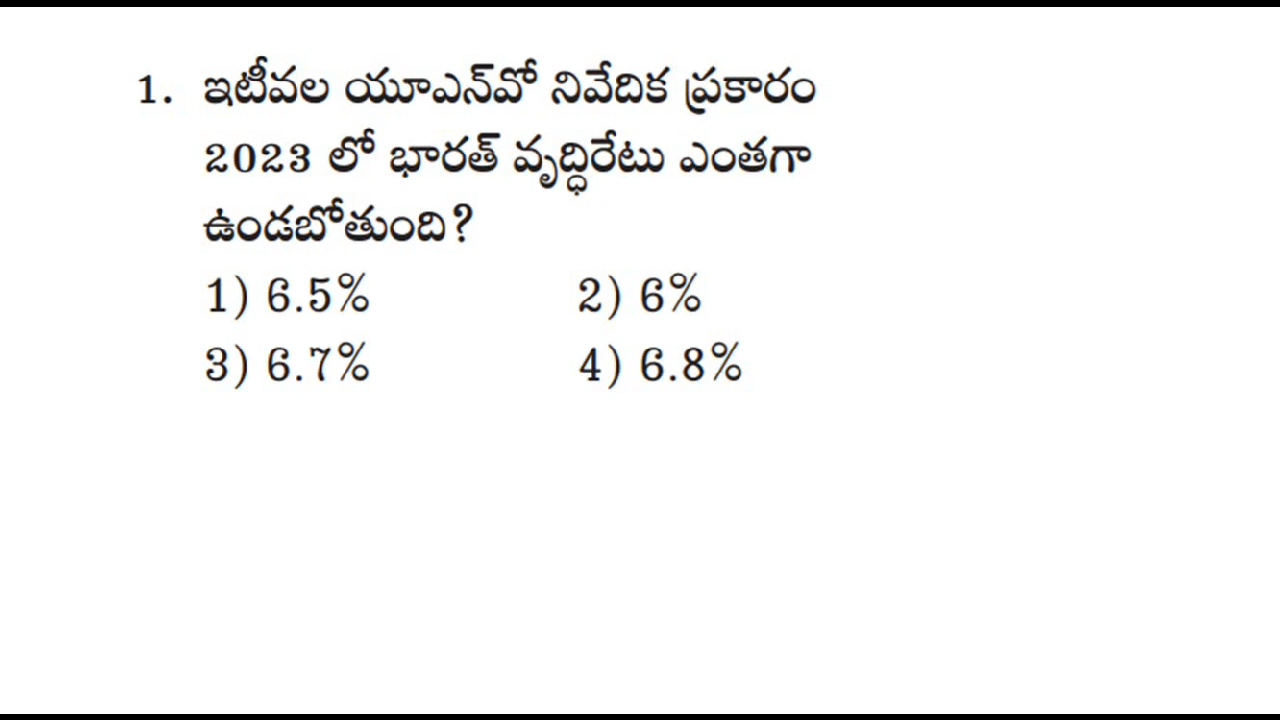 1. ఇటీవల యూఎన్‌వో నివేదిక ప్రకారం
2023 లో భారత్ వృద్ధిరేటు ఎంతగా
ఉండబోతుంది?
1) 6.5% 2) 6%
3) 6.7% 4) 6.8%